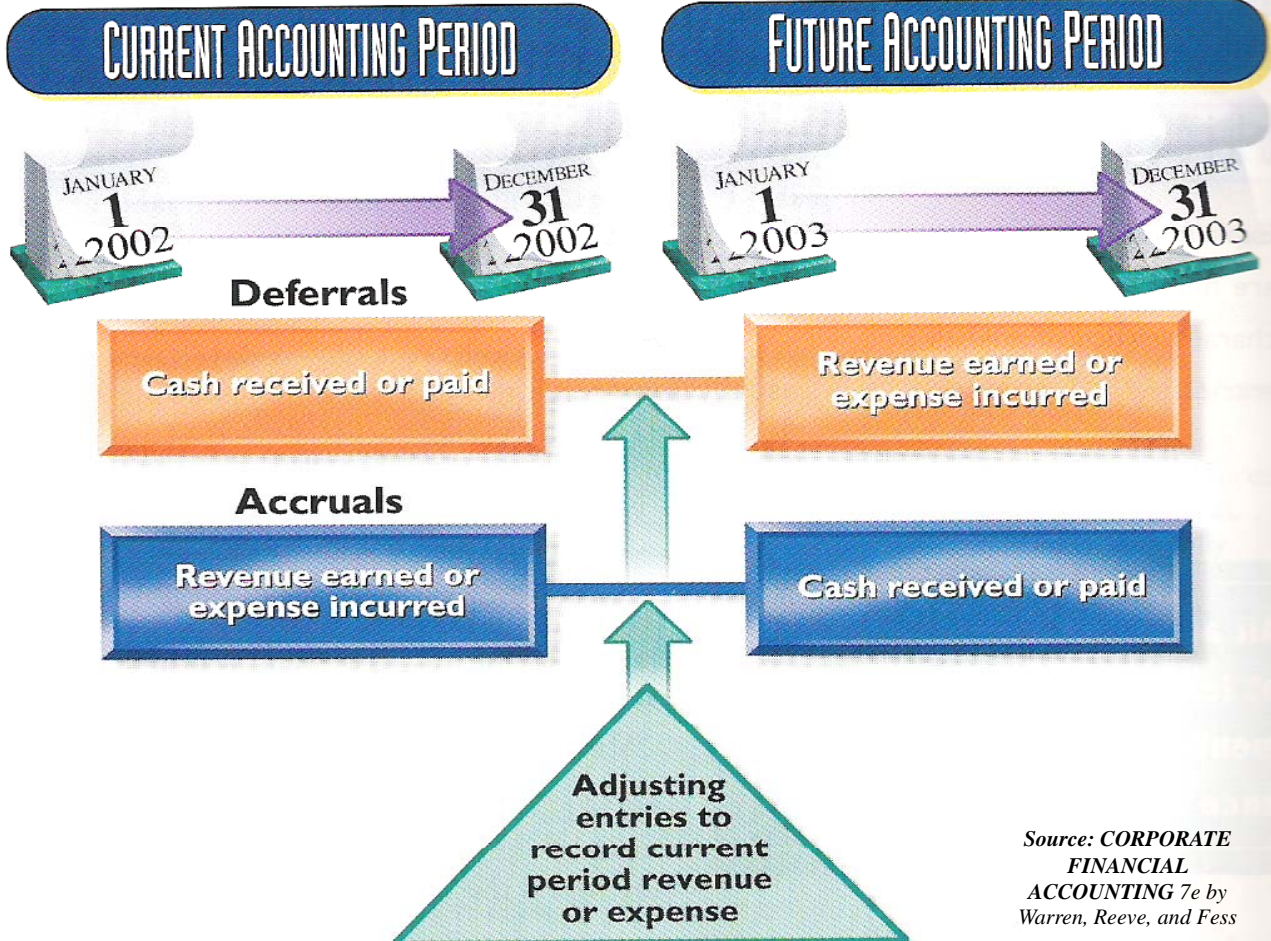 CURRENT ACCOUNTING PERIOD
FUTURE ACCOUNTING PERIOD
JANUARY
1
2002
DECEMBER
31
2002
JANUARY
1
2003
DECEMBER
31
2003
Deferrals
Cash received or paid
Revenue earned or
expense incurred
Accruals
Revenue earned or
expense incurred
Cash received or paid
Adjusting
entries to
record current
period revenue
or expense
Source: CORPORATE
FINANCIAL
ACCOUNTING 7e by
Warren, Reeve, and Fess